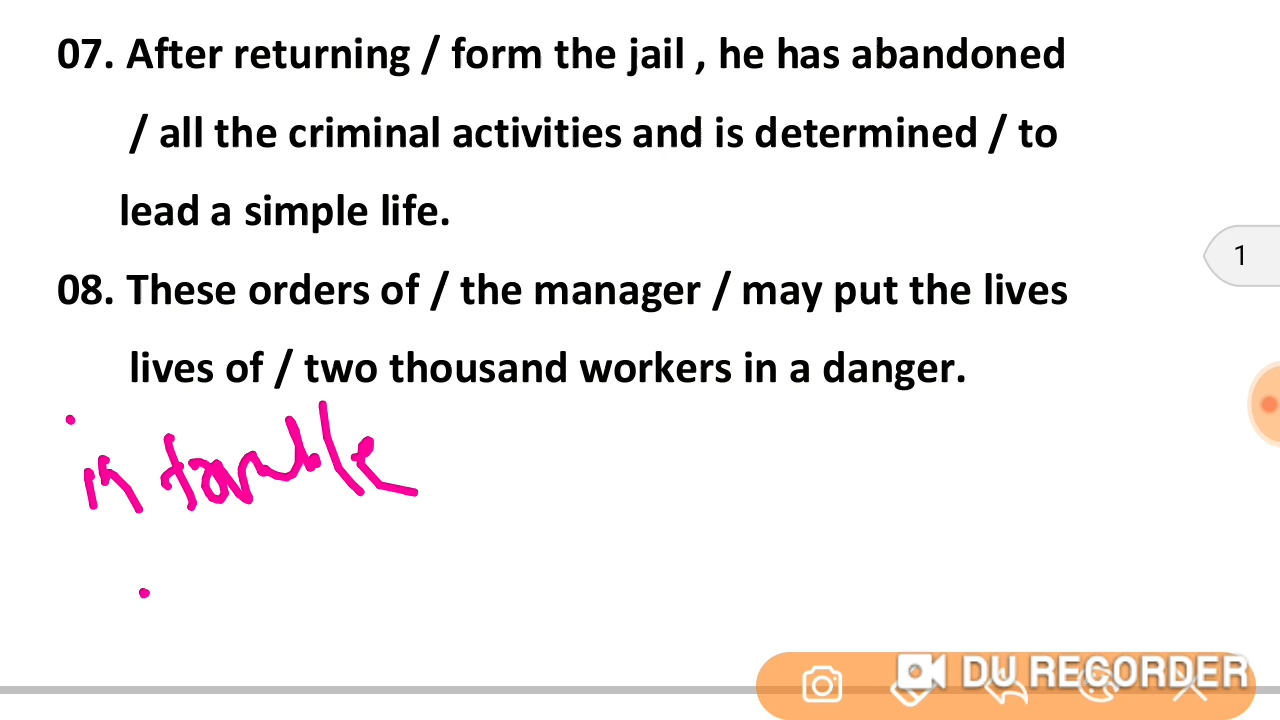 07. After returning / form the jail , he has abandoned
/ all the criminal activities and is determined / to
lead a simple life.
1
08. These orders of / the manager / may put the lives
lives of / two thousand workers in a danger.
in
DU RECORDER